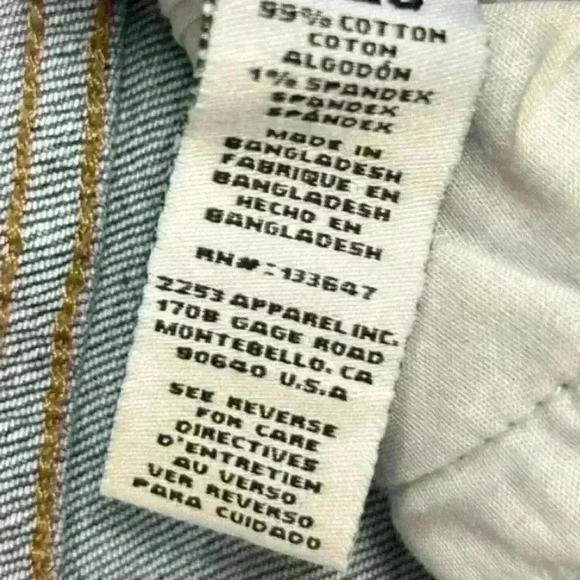 99% COTTON
COTON
ALGODÓN
1% SPANDEX
SPANDEX
SPANDEX
MADE IN
BANGLADESH
FABRIQUE EN
BANGLADESH
HECHO EN
BANGLADESH
RN#:133647
2253 APPAREL INC.
1708 GAGE ROAD
MONTEBELLO. CA
90640 U.S.A
SEE REVERSE
FOR CARE
DIRECTIVES
D'ENTRETIEN
AU VERSO
VER REVERSO
PARA CUIDADO